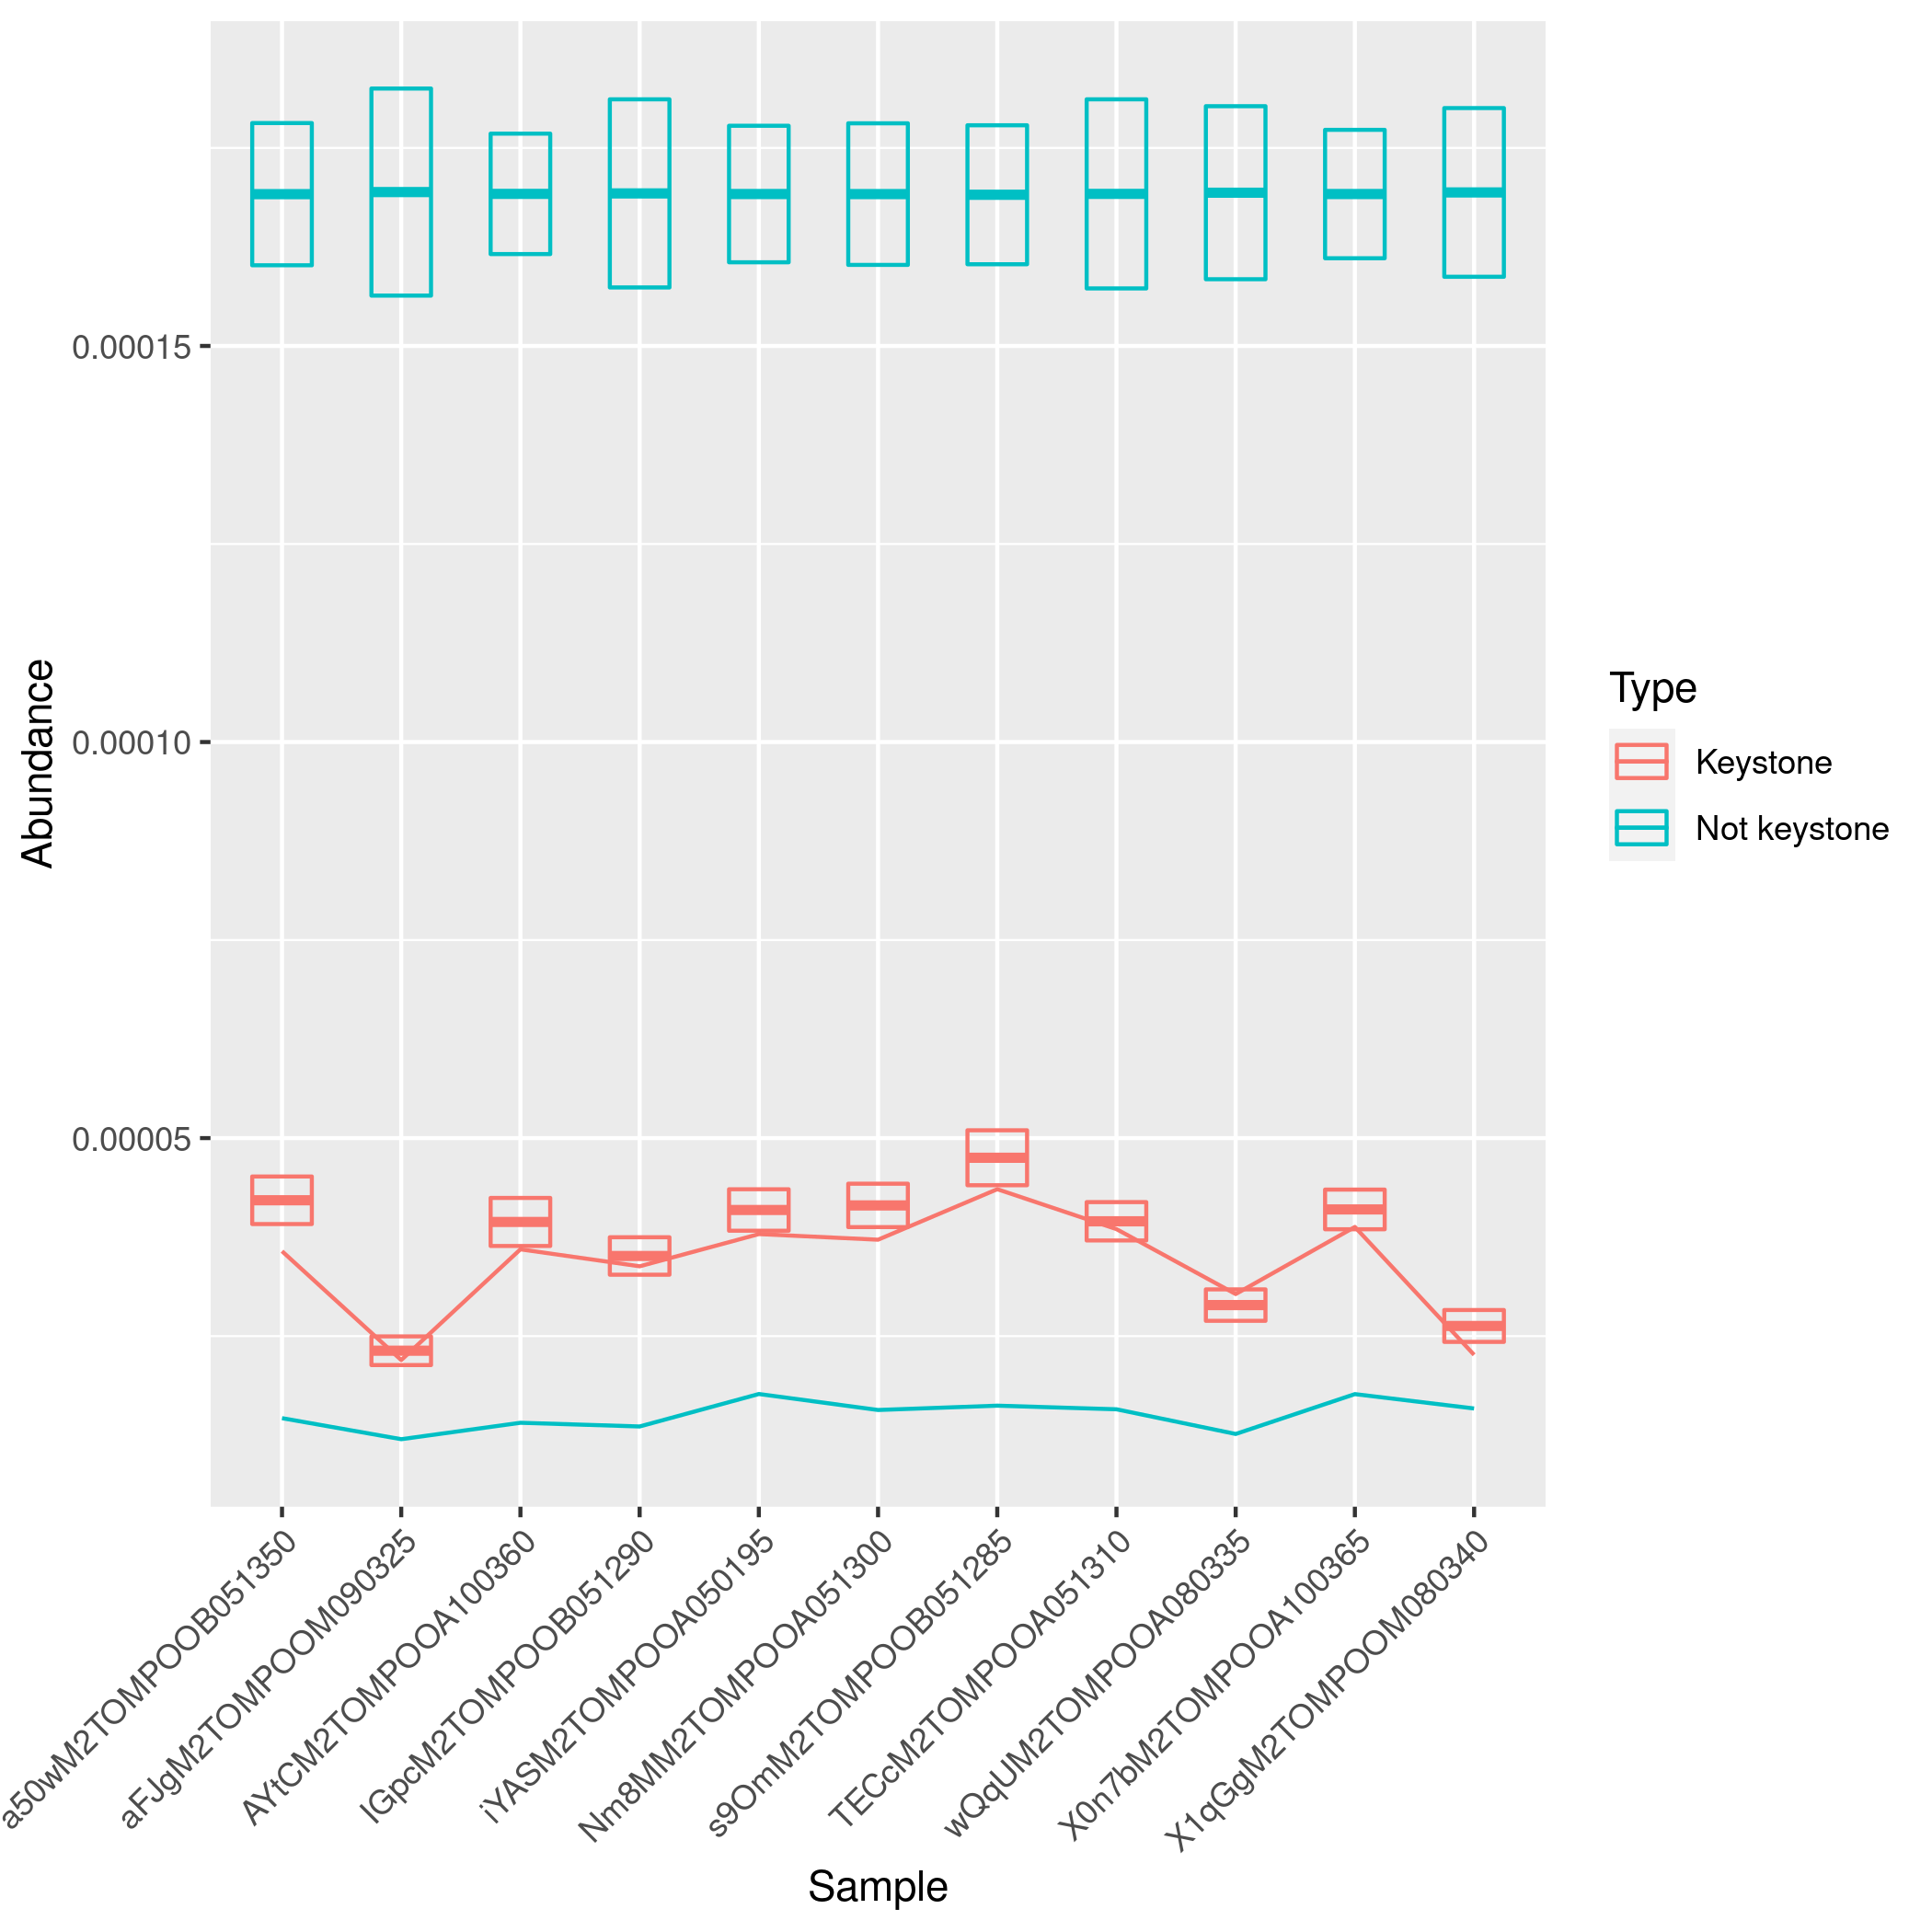 Abundance
0.00015
0.00010
0.00005
a50wM2TOMPOOB051350
aFJgM2TOMPOOM090325
AYtCM2TOMPOOA100360
IGpcM2TOMPOOB051290
iYASM2TOMPOOA050195
Nm8MM2TOMPOOA051300
s9OmM2TOMPOOB051285
TECcM2TOMPOOA051310
wQqUM2TOMPOOA080335
X0n7bM2TOMPOOA100365
X1qGgM2TOMPOOM080340
Sample
Type
Keystone
Not keystone